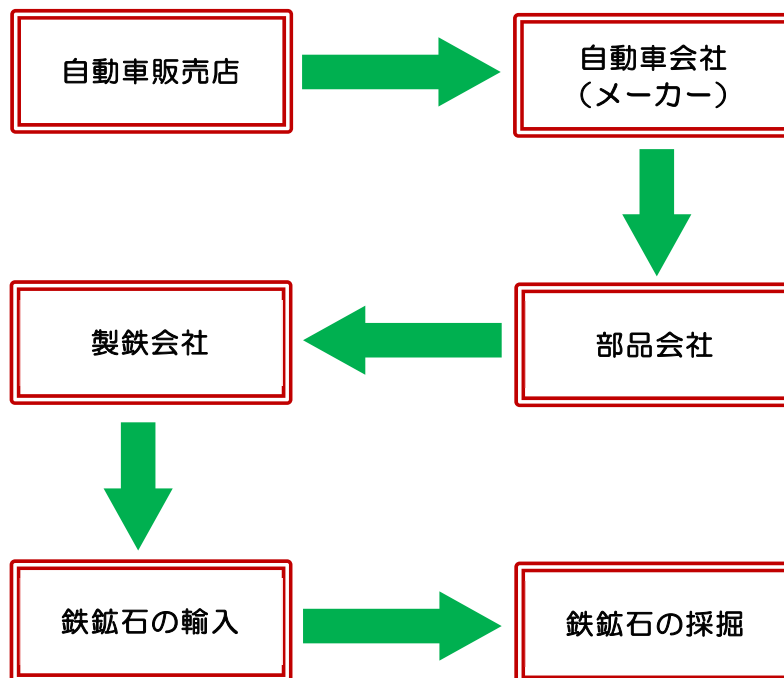 自動車販売店
自動車会社
（メーカー）
部品会社
製鉄会社
鉄鉱石の輸入
鉄鉱石の採掘